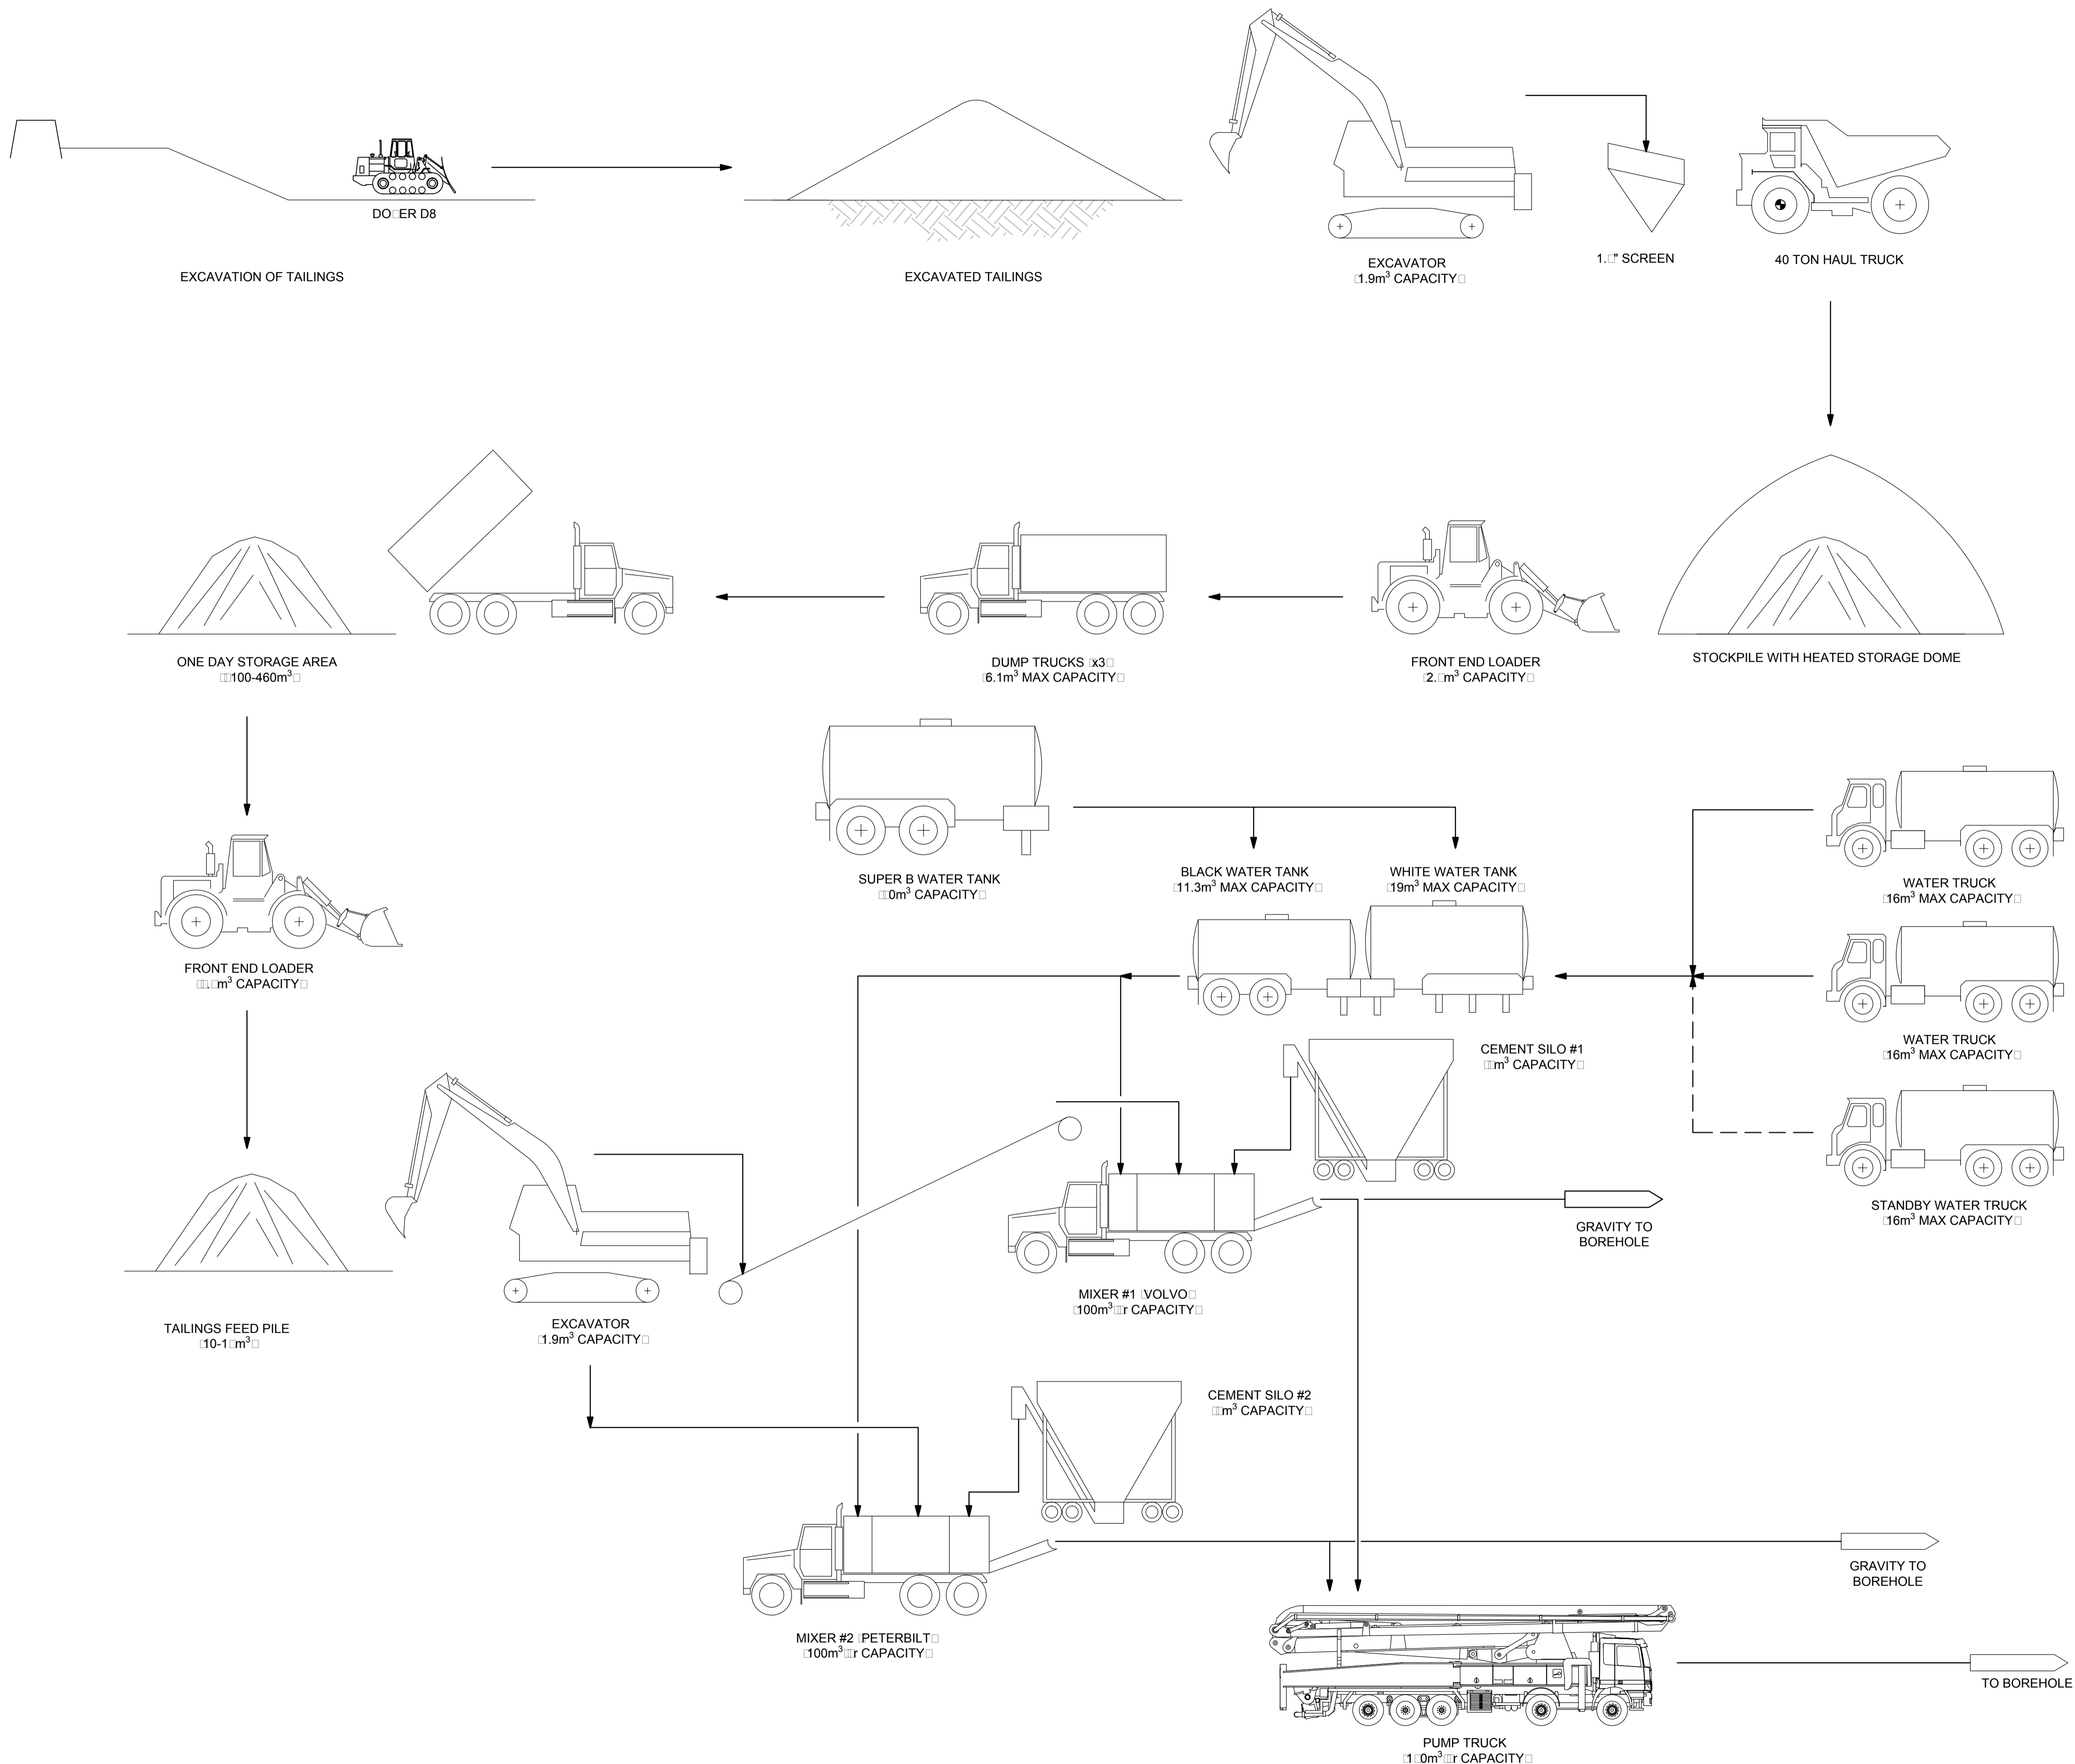 DO□ER D8
EXCAVATION OF TAILINGS
EXCAVATED TAILINGS
EXCAVATOR
□1.9m³ CAPACITY□
1.□" SCREEN
40 TON HAUL TRUCK
ONE DAY STORAGE AREA
□□100-460m³□
DUMP TRUCKS □x3□
□6.1m³ MAX CAPACITY□
FRONT END LOADER
□2.□m³ CAPACITY□
STOCKPILE WITH HEATED STORAGE DOME
SUPER B WATER TANK
□□0m³ CAPACITY□
BLACK WATER TANK
□11.3m³ MAX CAPACITY□
WHITE WATER TANK
□19m³ MAX CAPACITY□
WATER TRUCK
□16m³ MAX CAPACITY□
FRONT END LOADER
□□.□m³ CAPACITY□
WATER TRUCK
□16m³ MAX CAPACITY□
CEMENT SILO #1
□□□m³ CAPACITY□
STANDBY WATER TRUCK
□16m³ MAX CAPACITY□
GRAVITY TO
BOREHOLE
MIXER #1 □VOLVO□
□100m³□□r CAPACITY□
TAILINGS FEED PILE
□10-1□m³□
EXCAVATOR
□1.9m³ CAPACITY□
CEMENT SILO #2
□□□m³ CAPACITY□
GRAVITY TO
BOREHOLE
MIXER #2 □PETERBILT□
□100m³□□r CAPACITY□
TO BOREHOLE
PUMP TRUCK
□1□0m³□□r CAPACITY□